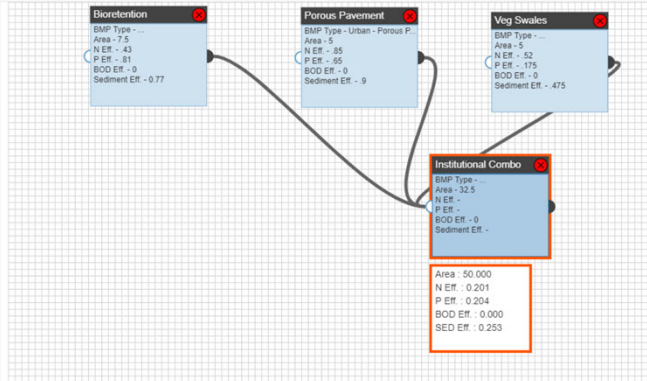 Bioretention
BMP Type - ...
Area - 7.5
N Eff. - .43
P Eff. - .81
BOD Eff. - 0
Sediment Eff. - 0.77
Porous Pavement
BMP Type - Urban - Porous P...
Area - 5
N Eff. - .85
P Eff. - .65
BOD Eff. - 0
Sediment Eff. - .9
Veg Swales
BMP Type - ...
Area - 5
N Eff. - .52
P Eff. - .175
BOD Eff. - 0
Sediment Eff. - .475
Institutional Combo
BMP Type - ...
Area - 32.5
N Eff. -
P Eff. -
BOD Eff. - 0
Sediment Eff. -
Area : 50.000
N Eff. : 0.201
P Eff. : 0.204
BOD Eff. : 0.000
SED Eff. : 0.253